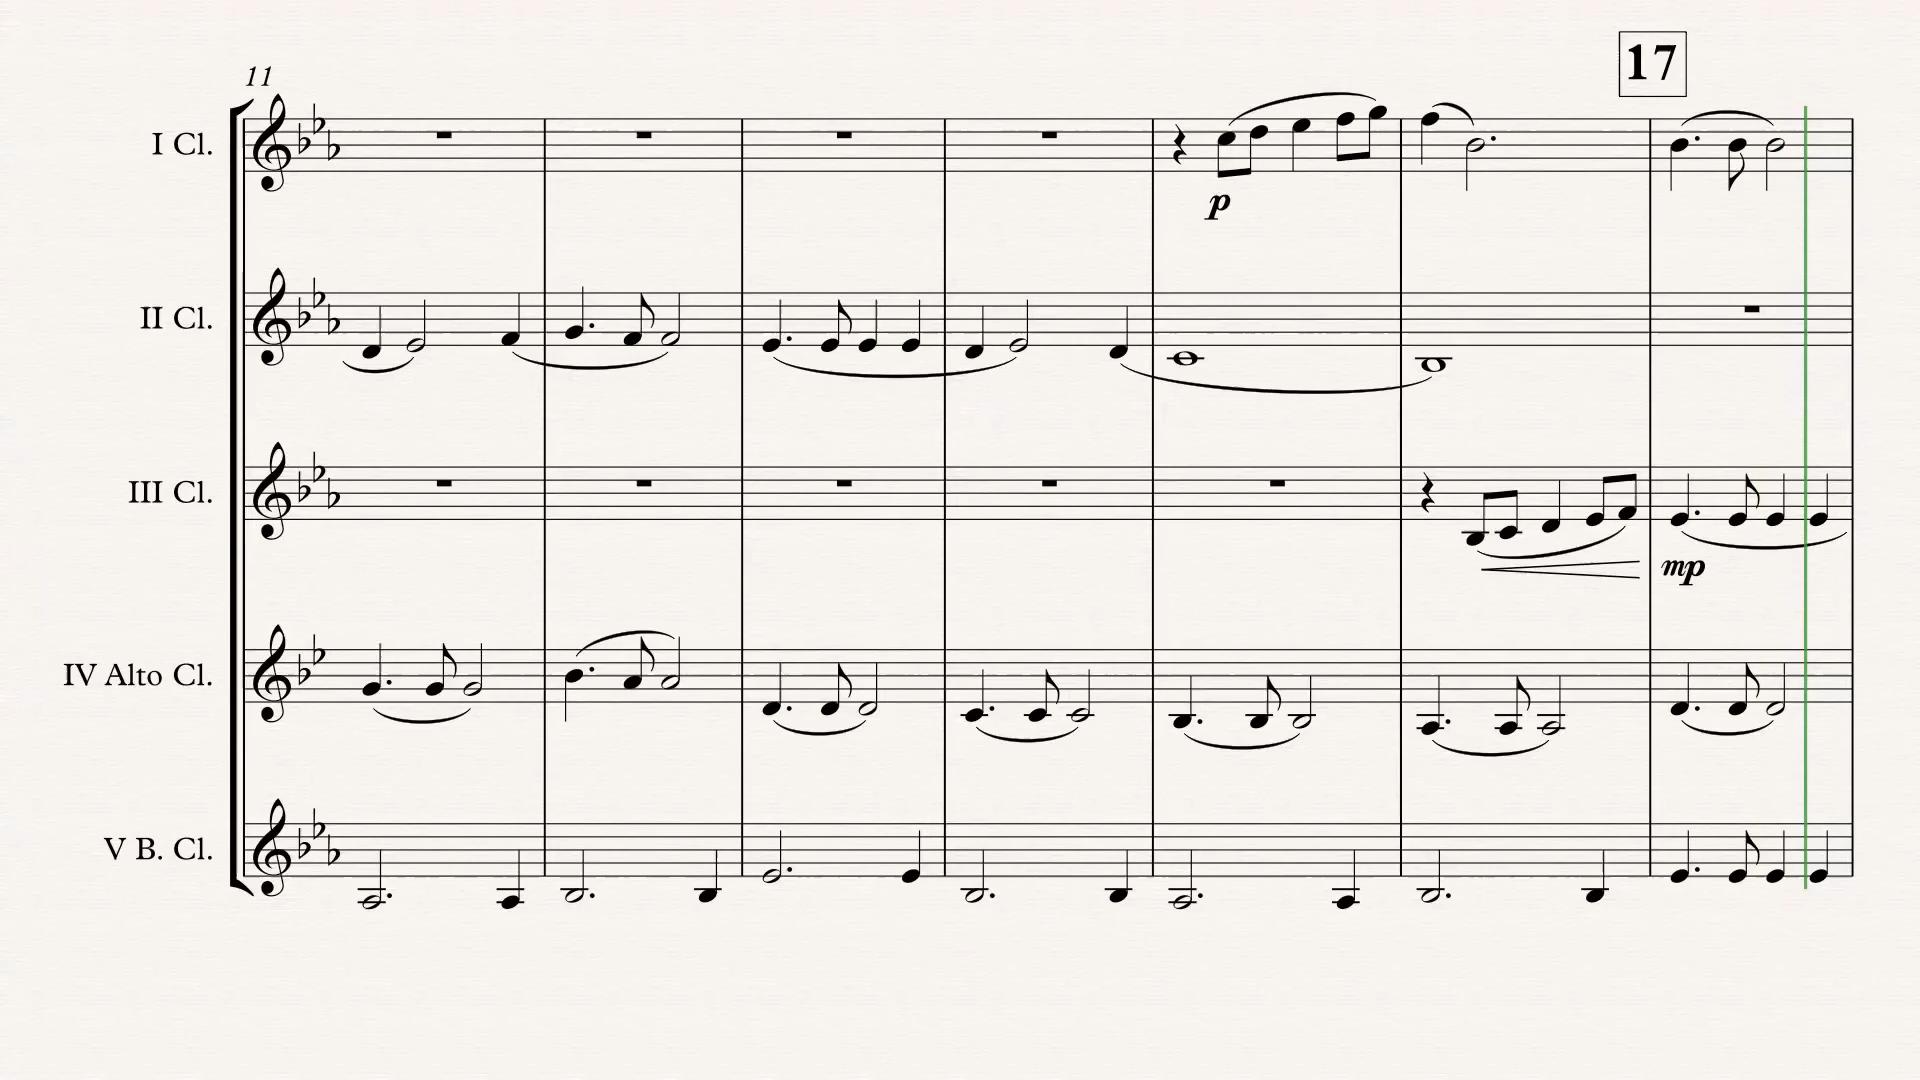 17
11
I Cl.
p
II Cl.
III Cl.
mp
IV Alto Cl.
V B. Cl.